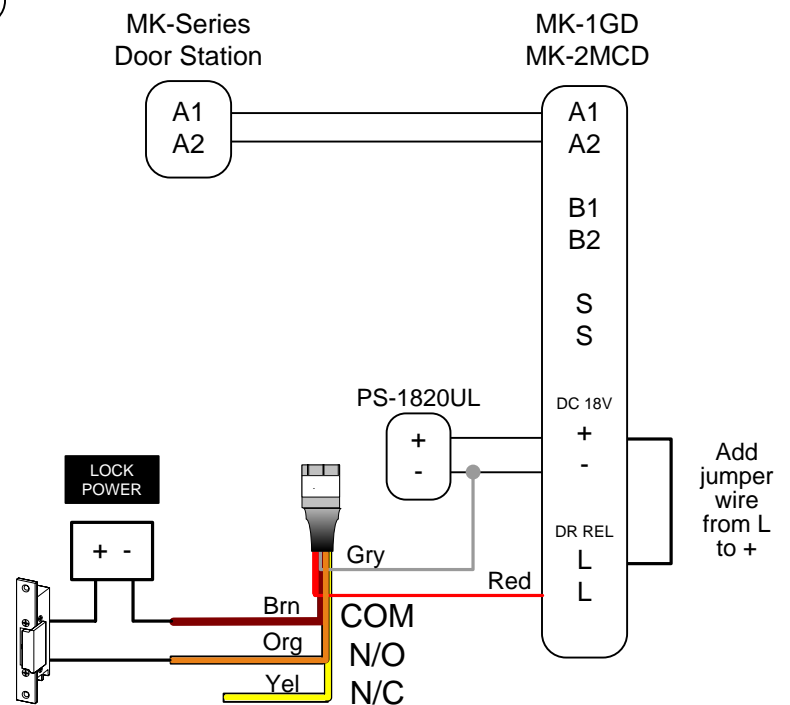 MK-Series
Door Station
A1
A2
MK-1GD
MK-2MCD
A1
A2
B1
B2
S
S
DC 18V
+
-
DR REL
L
L
PS-1820UL
+
-
Add
jumper
wire
from L
to +
LOCK
POWER
+ -
Gry
Red
Brn
COM
Org
N/O
Yel
N/C